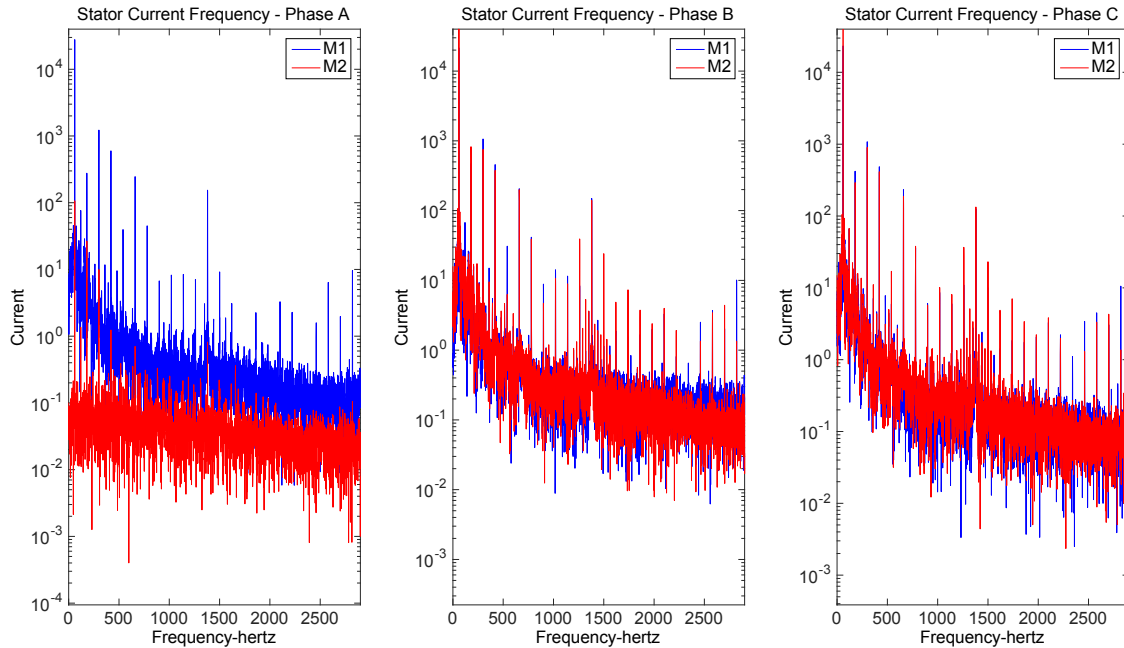 Stator Current Frequency - Phase A
M1
M2
10^4
10^3
10^2
10^1
10^0
10^-1
10^-2
10^-3
10^-4
Current
0 500 1000 1500 2000 2500
Frequency-hertz
Stator Current Frequency - Phase B
M1
M2
10^4
10^3
10^2
10^1
10^0
10^-1
10^-2
10^-3
Current
0 500 1000 1500 2000 2500
Frequency-hertz
Stator Current Frequency - Phase C
M1
M2
10^4
10^3
10^2
10^1
10^0
10^-1
10^-2
10^-3
Current
0 500 1000 1500 2000 2500
Frequency-hertz